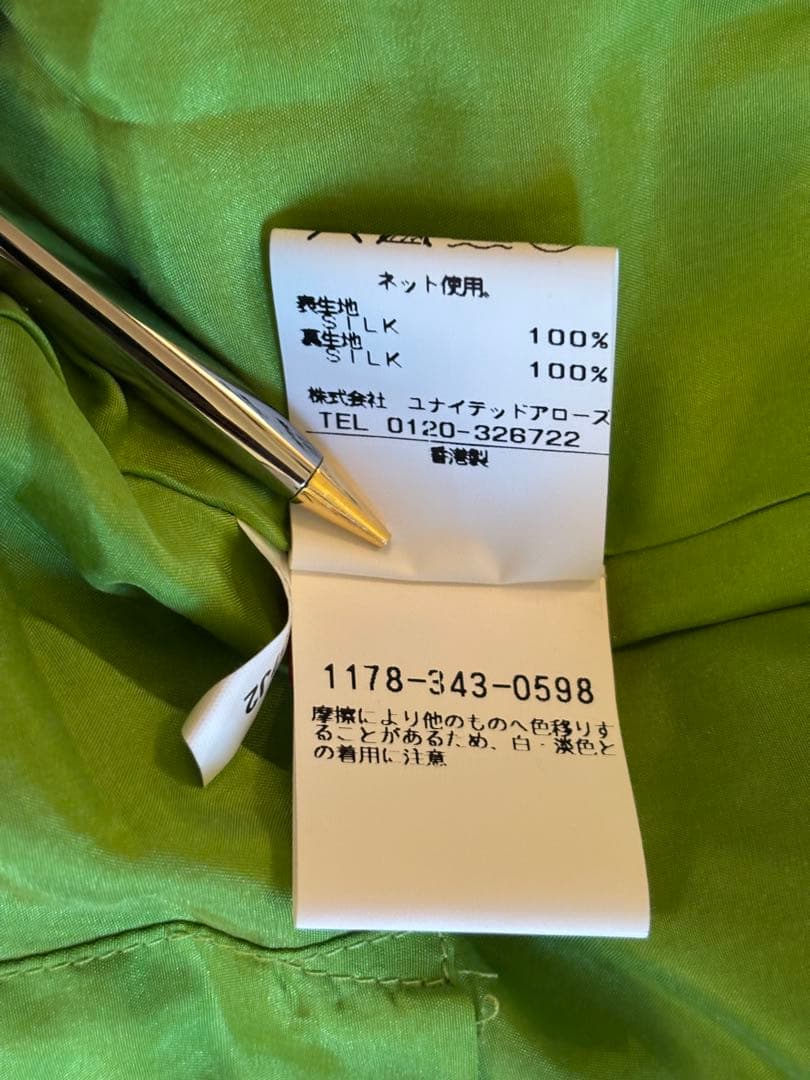 ネット使用。
表生地
SILK 100%
裏生地
SILK 100%
株式会社 ユナイテッドアローズ
TEL 0120-326722
香港製
1178-343-0598
摩擦により他のものへ色移りす
ることがあるため、白・淡色と
の着用に注意